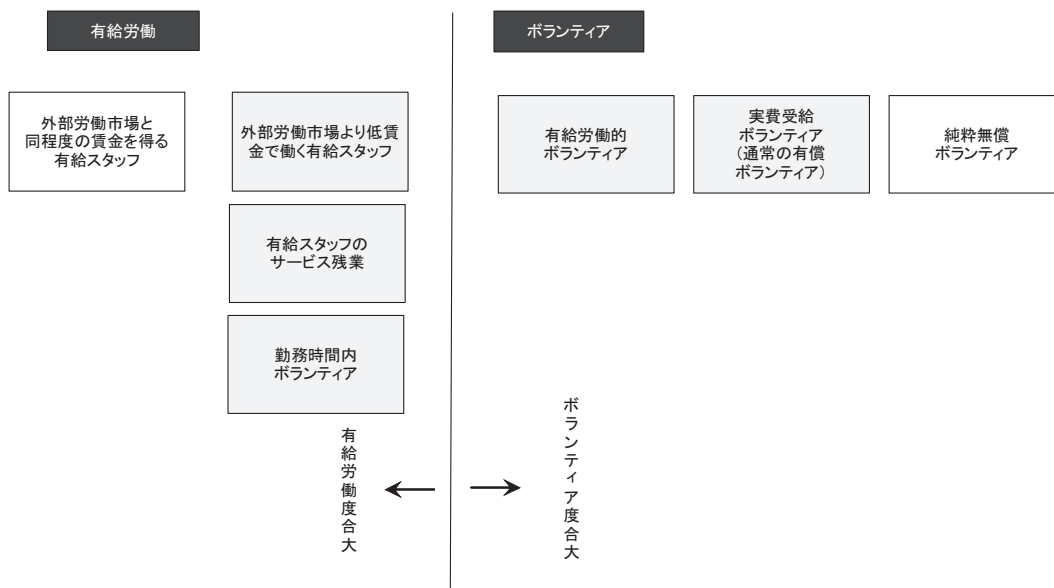 有給労働
ボランティア
外部労働市場と
同程度の賃金を得る
有給スタッフ
外部労働市場より低賃
金で働く有給スタッフ
有給労働的
ボランティア
実費受給
ボランティア
(通常の有償
ボランティア)
純粋無償
ボランティア
有給スタッフの
サービス残業
勤務時間内
ボランティア
有給労働度合大
ボランティア度合大